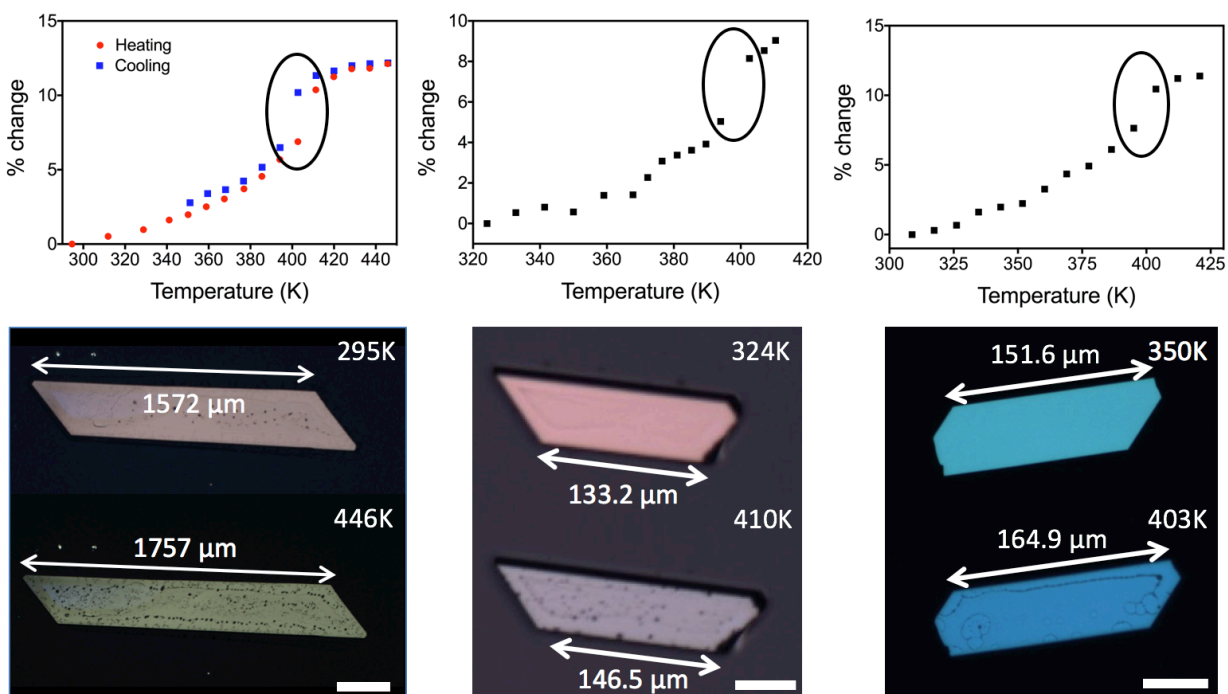 15
10
5
0
% change
Heating
Cooling
300 320 340 360 380 400 420 440
Temperature (K)
10
8
6
4
2
0
% change
320 340 360 380 400 420
Temperature (K)
15
10
5
0
% change
300 325 350 375 400 425
Temperature (K)
295K
1572 µm
446K
1757 µm
324K
133.2 µm
410K
146.5 µm
350K
151.6 µm
403K
164.9 µm